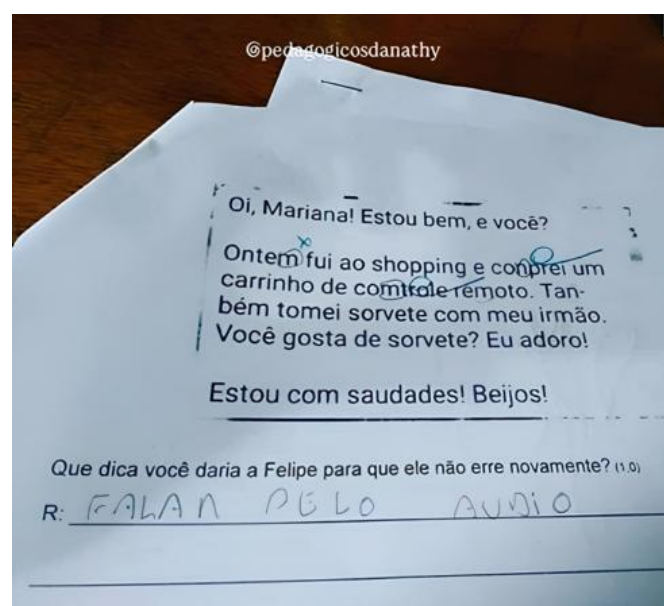 @pedagogicosdanathy
Oi, Mariana! Estou bem, e você?
Ontem fui ao shopping e conprei um
carrinho de comtrole remoto. Tan-
bém tomei sorvete com meu irmão.
Você gosta de sorvete? Eu adoro!
Estou com saudades! Beijos!
Que dica você daria a Felipe para que ele não erre novamente? (1,0)
R: FALAR PELO AUDIO